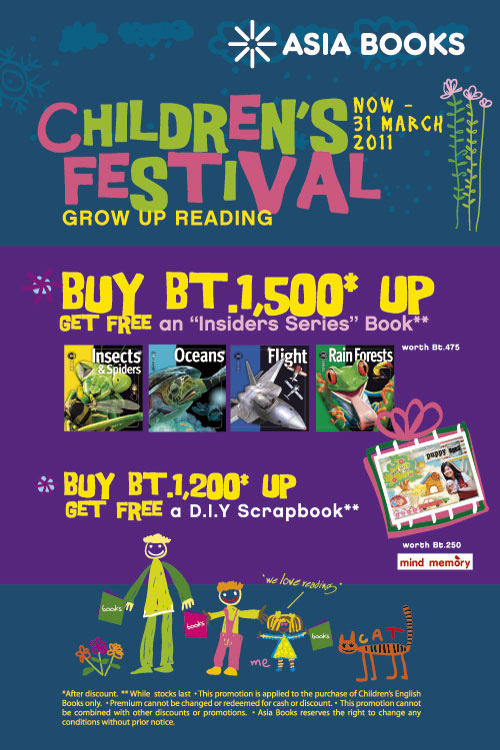 ASIA BOOKS
CHILDREN'S
FESTIVAL
NOW –
31 MARCH
2011
GROW UP READING
BUY BT.1,500* UP
GET FREE an "Insiders Series" Book**
Insects
& Spiders
Oceans
Flight
Rain Forests
worth Bt.475
puppy
BUY BT.1,200* UP
GET FREE a D.I.Y Scrapbook**
worth Bt.250
mind memory
"we love reading"
books
books
books
me
CAT
*After discount. ** While stocks last • This promotion is applied to the purchase of Children's English
Books only. • Premium cannot be changed or redeemed for cash or discount. • This promotion cannot
be combined with other discounts or promotions. • Asia Books reserves the right to change any
conditions without prior notice.